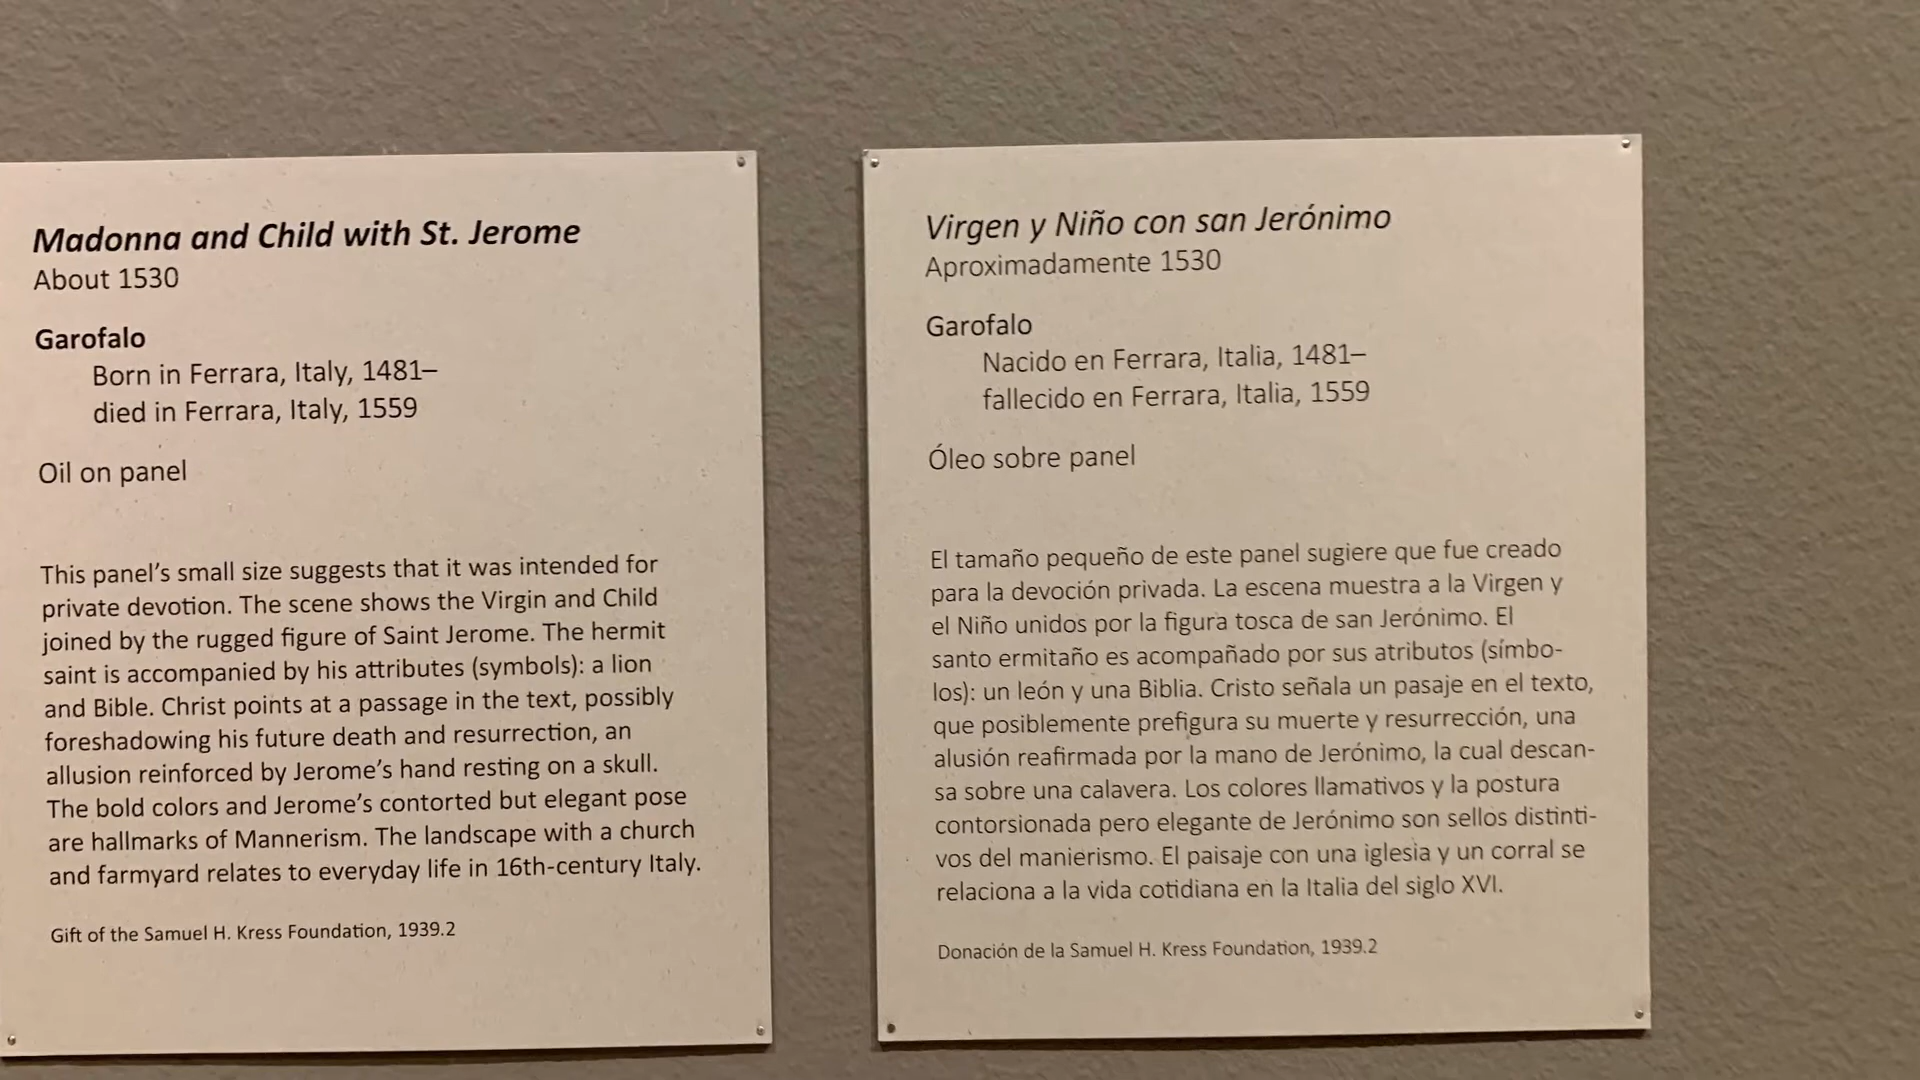 Madonna and Child with St. Jerome
About 1530
Garofalo
Born in Ferrara, Italy, 1481–
died in Ferrara, Italy, 1559
Oil on panel
This panel’s small size suggests that it was intended for
private devotion. The scene shows the Virgin and Child
joined by the rugged figure of Saint Jerome. The hermit
saint is accompanied by his attributes (symbols): a lion
and Bible. Christ points at a passage in the text, possibly
foreshadowing his future death and resurrection, an
allusion reinforced by Jerome’s hand resting on a skull.
The bold colors and Jerome’s contorted but elegant pose
are hallmarks of Mannerism. The landscape with a church
and farmyard relates to everyday life in 16th-century Italy.
Gift of the Samuel H. Kress Foundation, 1939.2
Virgen y Niño con san Jerónimo
Aproximadamente 1530
Garofalo
Nacido en Ferrara, Italia, 1481–
fallecido en Ferrara, Italia, 1559
Óleo sobre panel
El tamaño pequeño de este panel sugiere que fue creado
para la devoción privada. La escena muestra a la Virgen y
el Niño unidos por la figura tosca de san Jerónimo. El
santo ermitaño es acompañado por sus atributos (símbo-
los): un león y una Biblia. Cristo señala un pasaje en el texto,
que posiblemente prefigura su muerte y resurrección, una
alusión reafirmada por la mano de Jerónimo, la cual descan-
sa sobre una calavera. Los colores llamativos y la postura
contorsionada pero elegante de Jerónimo son sellos distinti-
vos del manierismo. El paisaje con una iglesia y un corral se
relaciona a la vida cotidiana en la Italia del siglo XVI.
Donación de la Samuel H. Kress Foundation, 1939.2